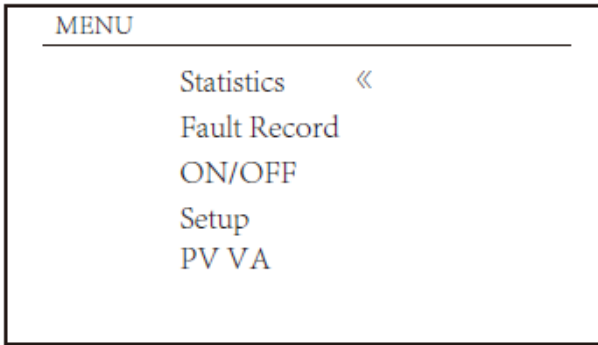 MENU
Statistics «
Fault Record
ON/OFF
Setup
PV VA